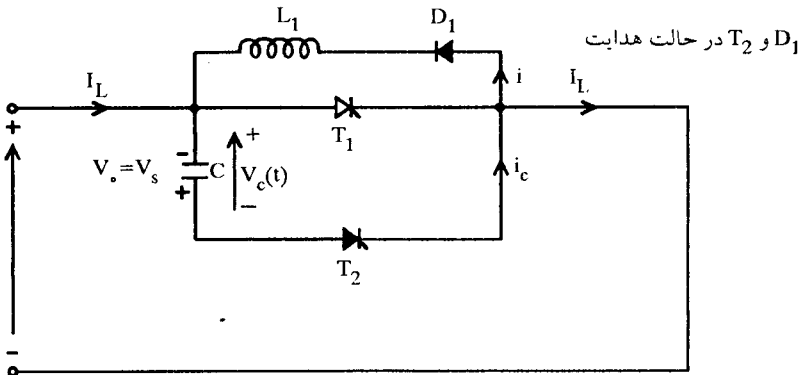 L₁
D₁
D₁ و T₂ در حالت هدایت
I_L
i
I_L
+
T₁
V₀=V_s
-
+
C
+
V_c(t)
-
i_c
T₂
-